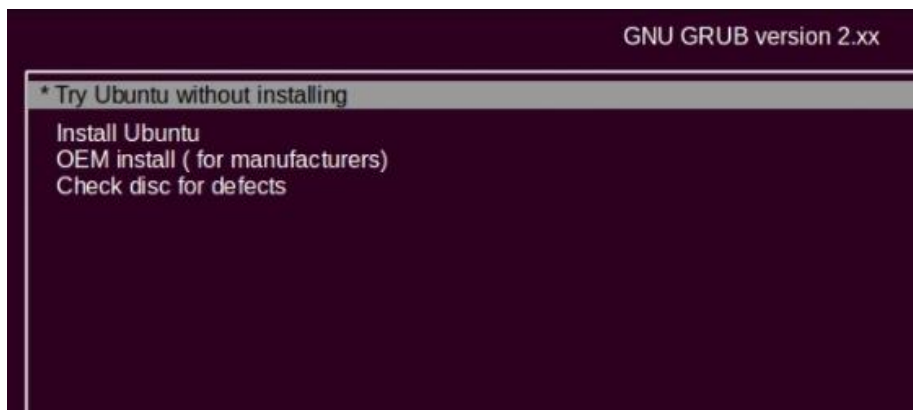 GNU GRUB version 2.xx
* Try Ubuntu without installing
Install Ubuntu
OEM install ( for manufacturers)
Check disc for defects